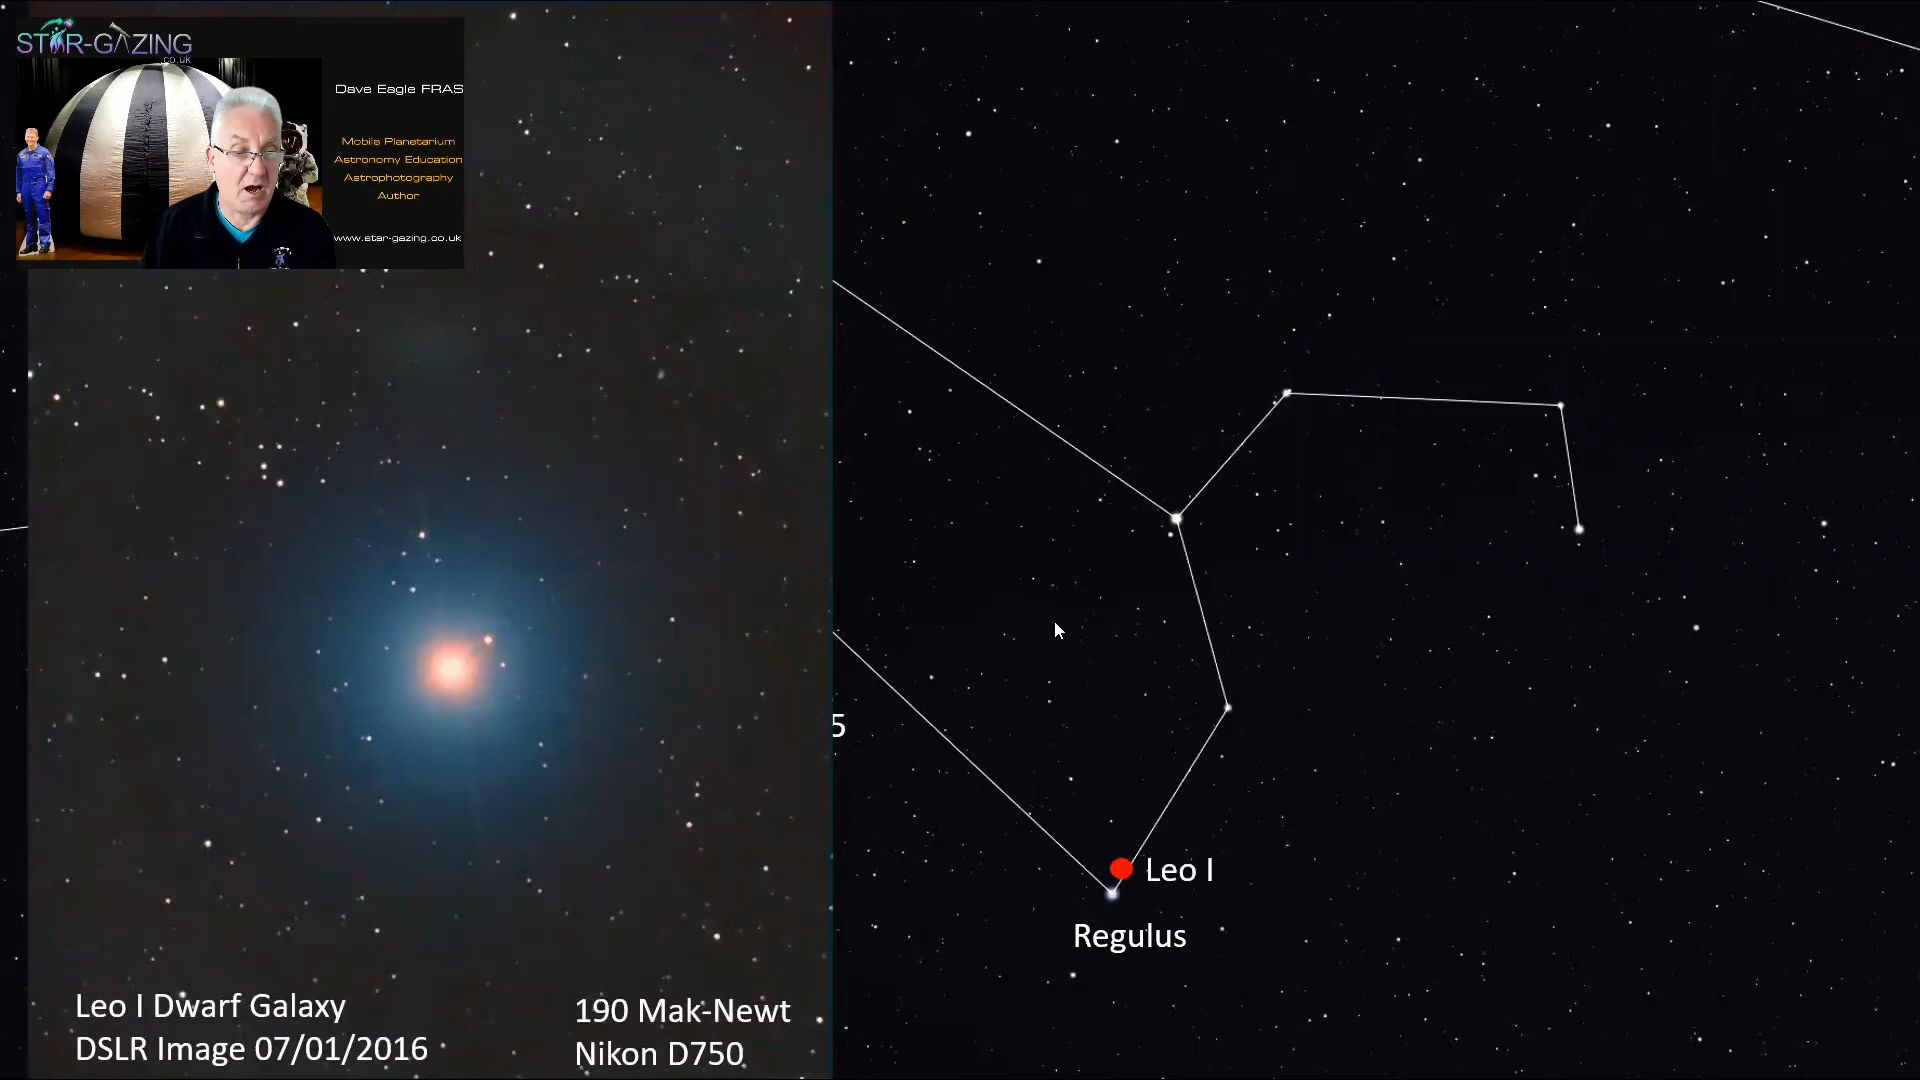 STAR-GAZING
.co.uk
Dave Eagle FRAS
Mobile Planetarium
Astronomy Education
Astrophotography
Author
www.star-gazing.co.uk
5
Leo I
Regulus
Leo I Dwarf Galaxy
DSLR Image 07/01/2016
190 Mak-Newt
Nikon D750